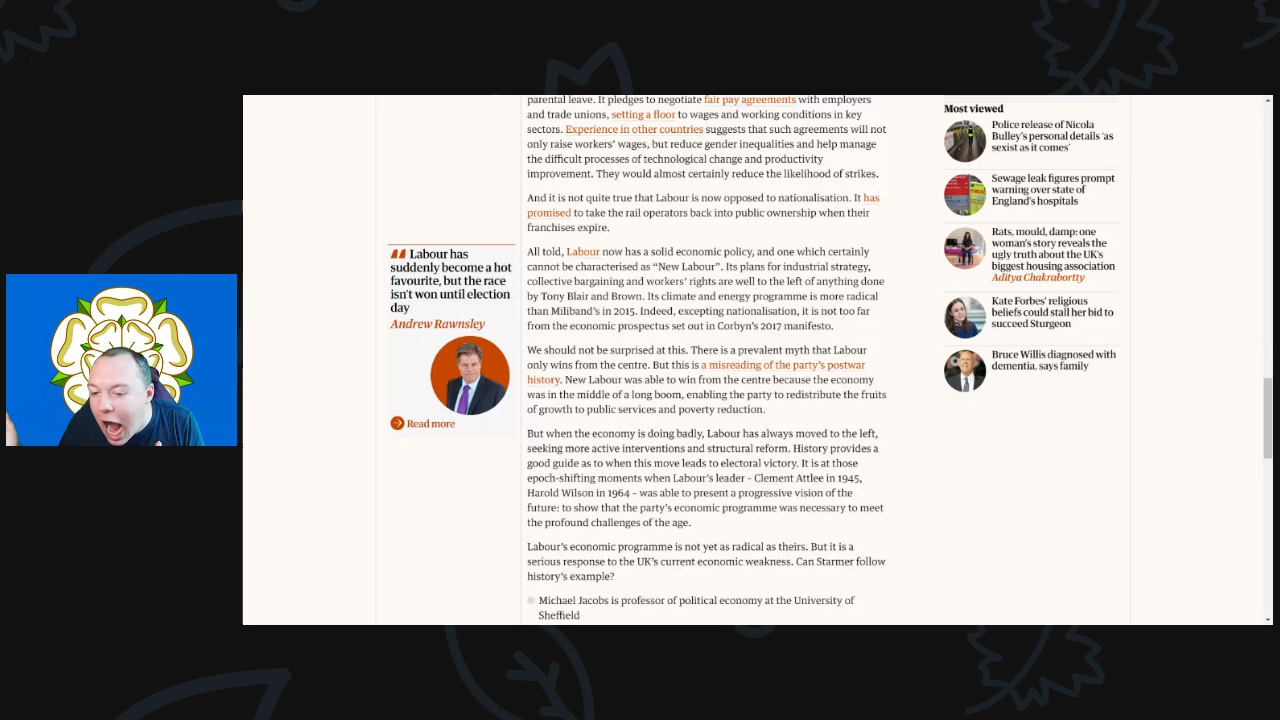 parental leave. It pledges to negotiate fair pay agreements with employers
and trade unions, setting a floor to wages and working conditions in key
sectors. Experience in other countries suggests that such agreements will not
only raise workers’ wages, but reduce gender inequalities and help manage
the difficult processes of technological change and productivity
improvement. They would almost certainly reduce the likelihood of strikes.
And it is not quite true that Labour is now opposed to nationalisation. It has
promised to take the rail operators back into public ownership when their
franchises expire.
All told, Labour now has a solid economic policy, and one which certainly
cannot be characterised as “New Labour”. Its plans for industrial strategy,
collective bargaining and workers’ rights are well to the left of anything done
by Tony Blair and Brown. Its climate and energy programme is more radical
than Miliband’s in 2015. Indeed, excepting nationalisation, it is not too far
from the economic prospectus set out in Corbyn’s 2017 manifesto.
We should not be surprised at this. There is a prevalent myth that Labour
only wins from the centre. But this is a misreading of the party’s postwar
history. New Labour was able to win from the centre because the economy
was in the middle of a long boom, enabling the party to redistribute the fruits
of growth to public services and poverty reduction.
But when the economy is doing badly, Labour has always moved to the left,
seeking more active interventions and structural reform. History provides a
good guide as to when this move leads to electoral victory. It is at those
epoch-shifting moments when Labour’s leader – Clement Attlee in 1945,
Harold Wilson in 1964 – was able to present a progressive vision of the
future: to show that the party’s economic programme was necessary to meet
the profound challenges of the age.
Labour’s economic programme is not yet as radical as theirs. But it is a
serious response to the UK’s current economic weakness. Can Starmer follow
history’s example?
Michael Jacobs is professor of political economy at the University of
Sheffield
Labour has
suddenly become a hot
favourite, but the race
isn’t won until election
day
Andrew Rawnsley
Read more
Most viewed
Police release of Nicola
Bulley’s personal details ‘as
sexist as it comes’
Sewage leak figures prompt
warning over state of
England’s hospitals
Rats, mould, damp: one
woman’s story reveals the
ugly truth about the UK’s
biggest housing association
Aditya Chakrabortty
Kate Forbes’ religious
beliefs could stall her bid to
succeed Sturgeon
Bruce Willis diagnosed with
dementia, says family